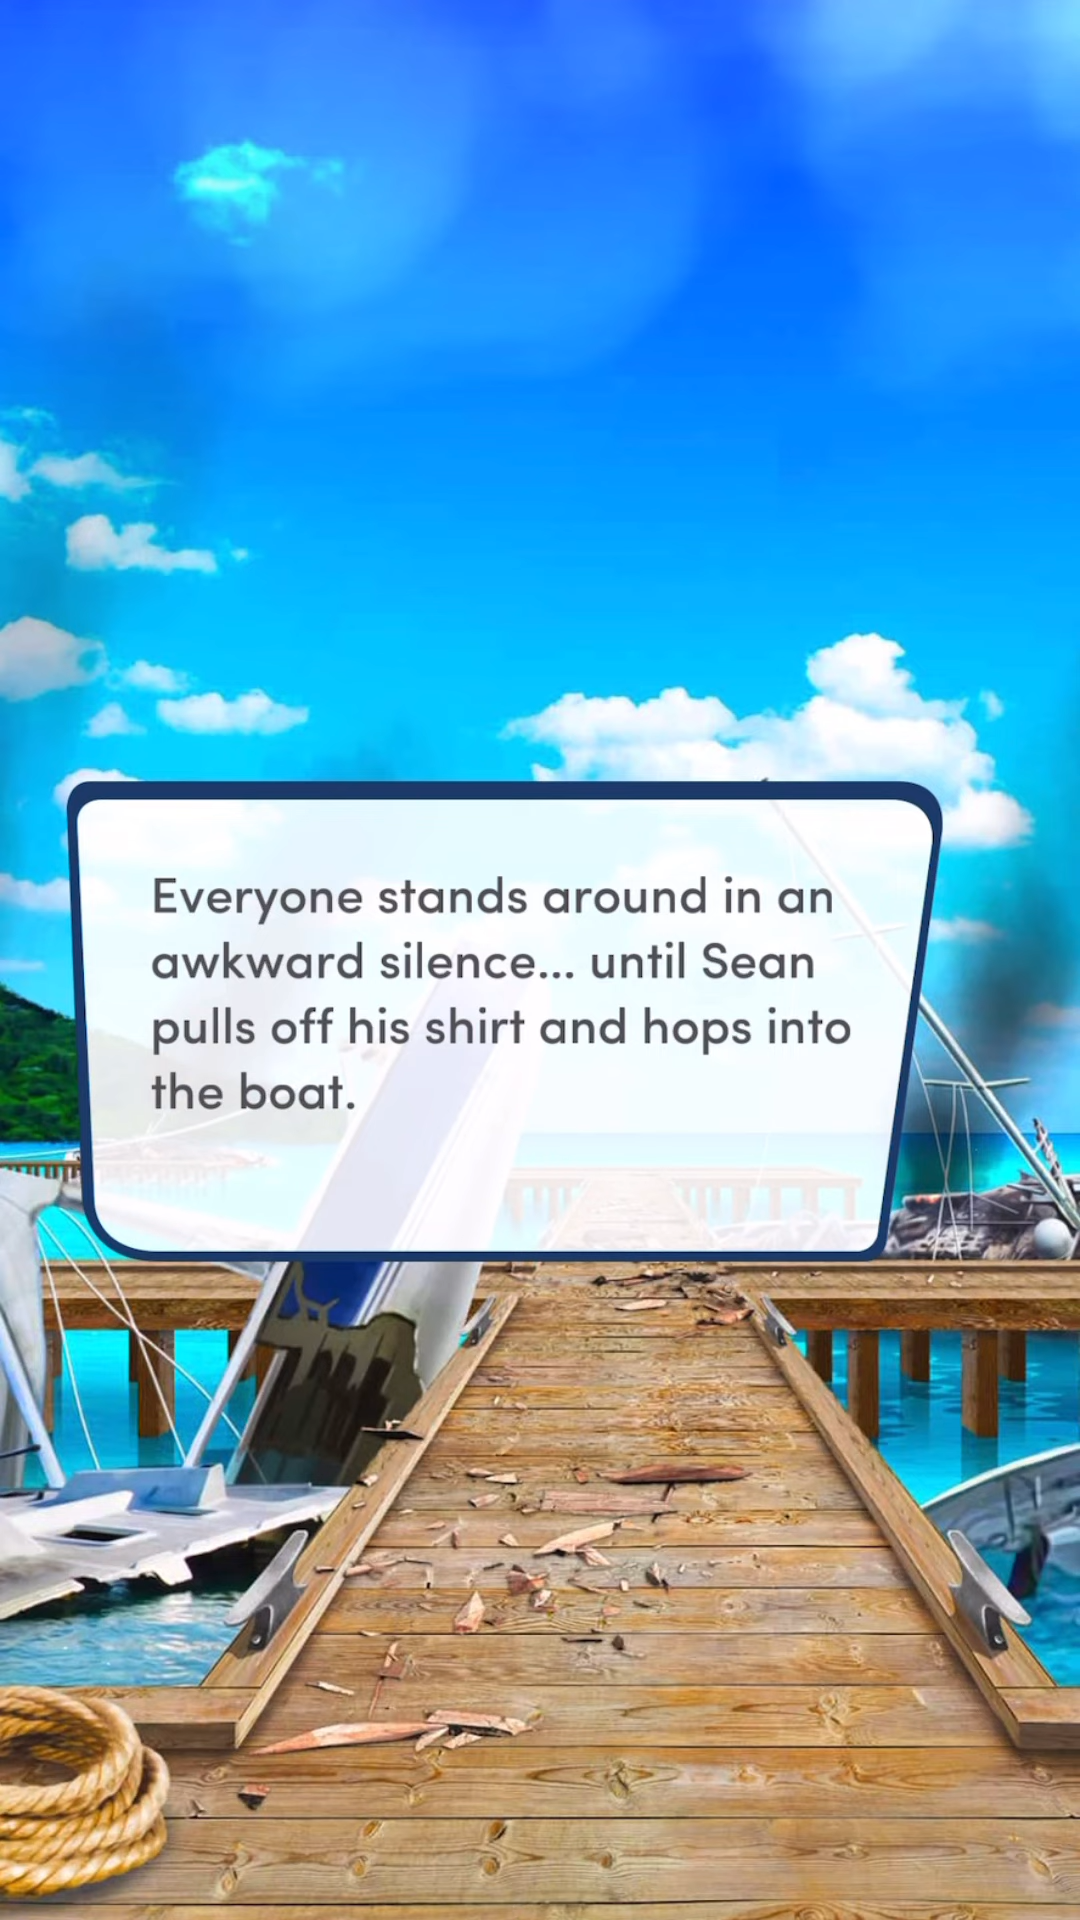 Everyone stands around in an
awkward silence... until Sean
pulls off his shirt and hops into
the boat.